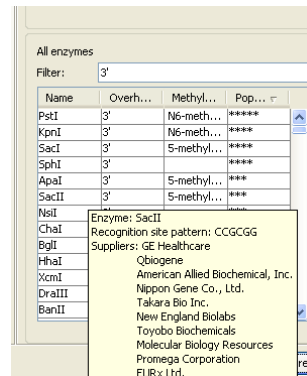 All enzymes
Filter: 3'
Name Overh... Methyl... Pop...
PstI 3' N6-meth... *****
KpnI 3' N6-meth... ****
SacI 3' 5-methyl... ****
SphI 3' ****
ApaI 3' 5-methyl... ***
SacII 3' 5-methyl... ***
NsiI
ChaI
BglI
HhaI
XcmI
DraIII
BanII
Enzyme: SacII
Recognition site pattern: CCGCGG
Suppliers: GE Healthcare
Qbiogene
American Allied Biochemical, Inc.
Nippon Gene Co., Ltd.
Takara Bio Inc.
New England Biolabs
Toyobo Biochemicals
Molecular Biology Resources
Promega Corporation
EURx Ltd.